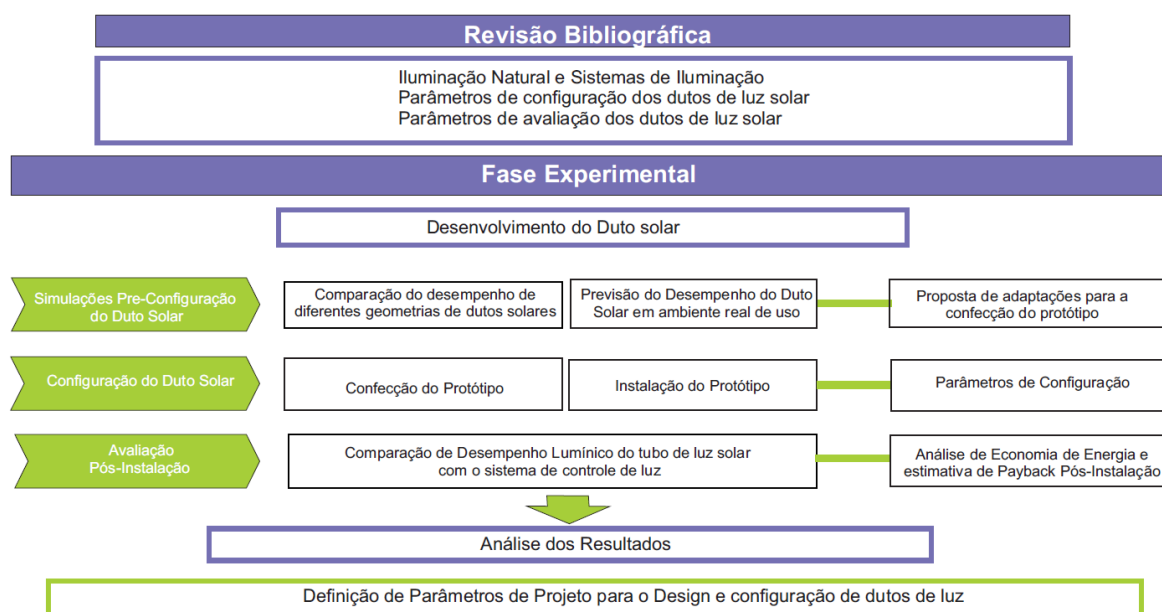 Revisão Bibliográfica
Iluminação Natural e Sistemas de Iluminação
Parâmetros de configuração dos dutos de luz solar
Parâmetros de avaliação dos dutos de luz solar
Fase Experimental
Desenvolvimento do Duto solar
Simulações Pre-Configuração
do Duto Solar
Comparação do desempenho de
diferentes geometrias de dutos solares
Previsão do Desempenho do Duto
Solar em ambiente real de uso
Proposta de adaptações para a
confecção do protótipo
Configuração do Duto Solar
Confecção do Protótipo
Instalação do Protótipo
Parâmetros de Configuração
Avaliação
Pós-Instalação
Comparação de Desempenho Lumínico do tubo de luz solar
com o sistema de controle de luz
Análise de Economia de Energia e
estimativa de Payback Pós-Instalação
Análise dos Resultados
Definição de Parâmetros de Projeto para o Design e configuração de dutos de luz